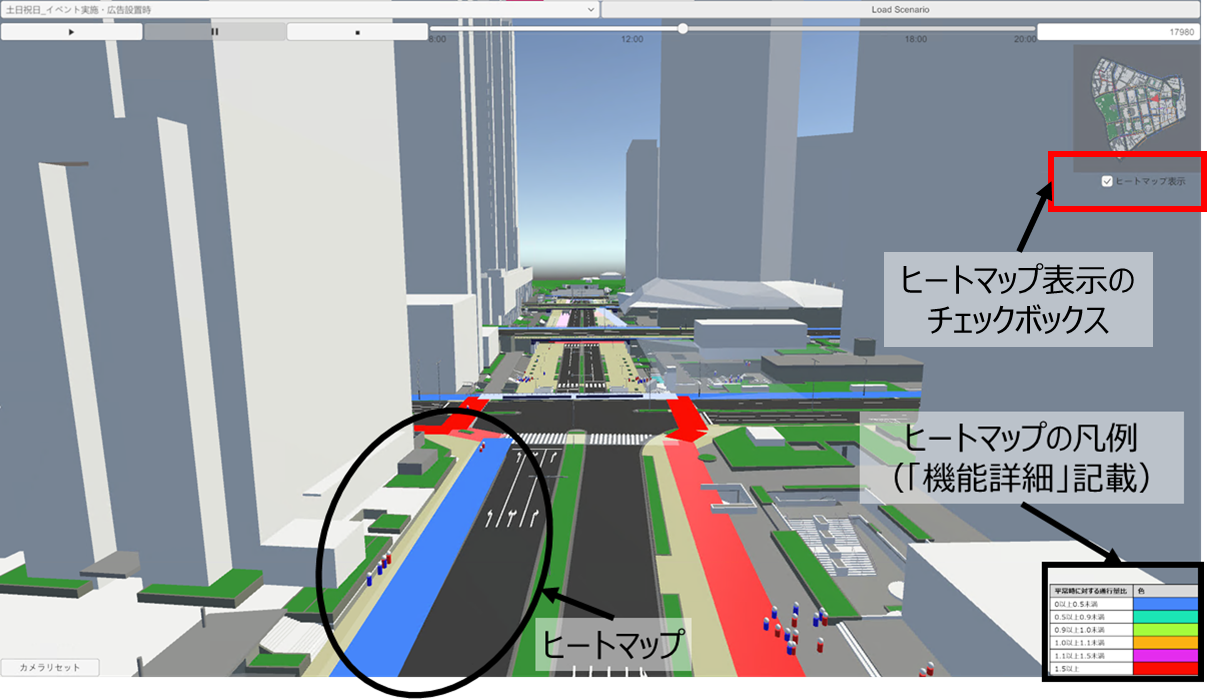 土日祝日_イベント実施・広告設置時
Load Scenario
8:00
12:00
18:00
20:00
17980
ヒートマップ表示
ヒートマップ表示の
チェックボックス
ヒートマップの凡例
(「機能詳細」記載)
平常時に対する通行量比 色
0以上0.5未満
0.5以上0.9未満
0.9以上1.0未満
1.0以上1.1未満
1.1以上1.5未満
1.5以上
ヒートマップ
カメラリセット